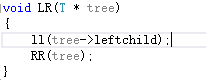 void LR(T * tree)
{
    ll(tree->leftchild);
    RR(tree);
}